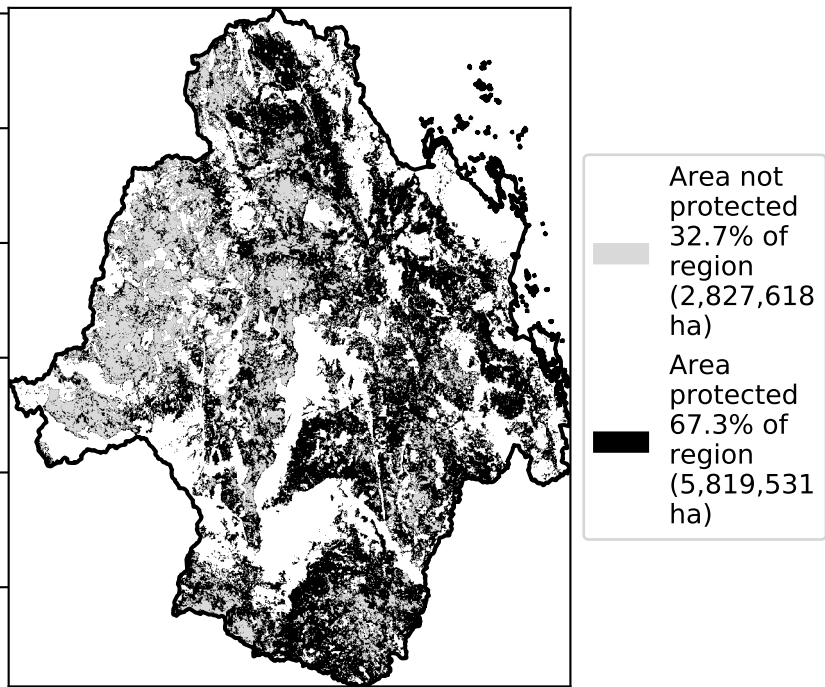 Area not
protected
32.7% of
region
(2,827,618
ha)
Area
protected
67.3% of
region
(5,819,531
ha)